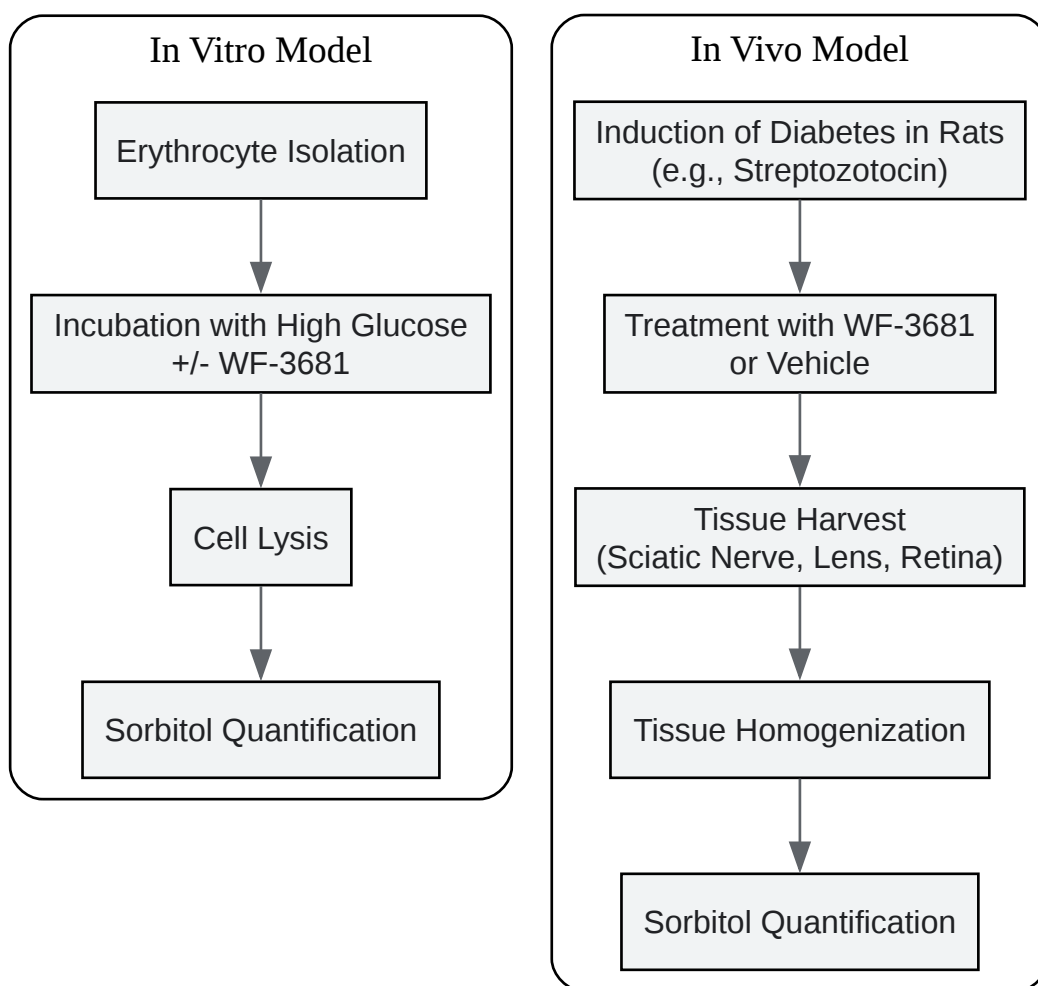 In Vitro Model
Erythrocyte Isolation
Incubation with High Glucose
+/- WF-3681
Cell Lysis
Sorbitol Quantification
In Vivo Model
Induction of Diabetes in Rats
(e.g., Streptozotocin)
Treatment with WF-3681
or Vehicle
Tissue Harvest
(Sciatic Nerve, Lens, Retina)
Tissue Homogenization
Sorbitol Quantification